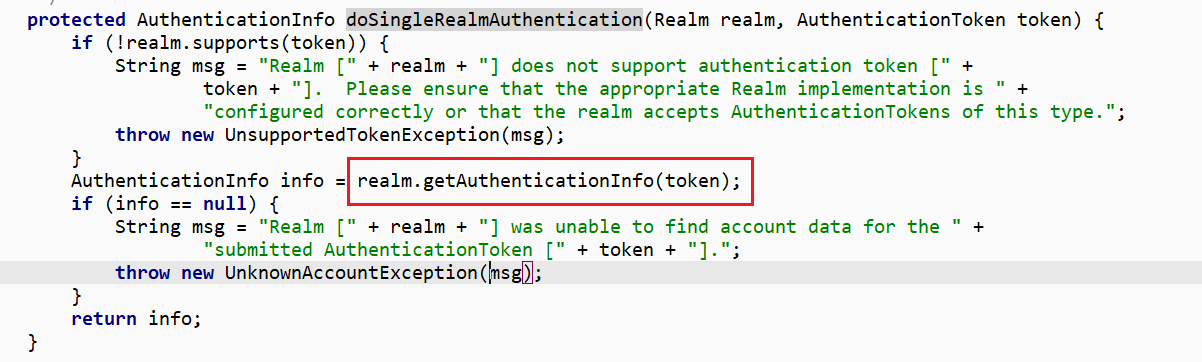 protected AuthenticationInfo doSingleRealmAuthentication(Realm realm, AuthenticationToken token) {
    if (!realm.supports(token)) {
        String msg = "Realm [" + realm + "] does not support authentication token [" +
                token + "].  Please ensure that the appropriate Realm implementation is " +
                "configured correctly or that the realm accepts AuthenticationTokens of this type.";
        throw new UnsupportedTokenException(msg);
    }
    AuthenticationInfo info = realm.getAuthenticationInfo(token);
    if (info == null) {
        String msg = "Realm [" + realm + "] was unable to find account data for the " +
                "submitted AuthenticationToken [" + token + "].";
        throw new UnknownAccountException(msg);
    }
    return info;
}